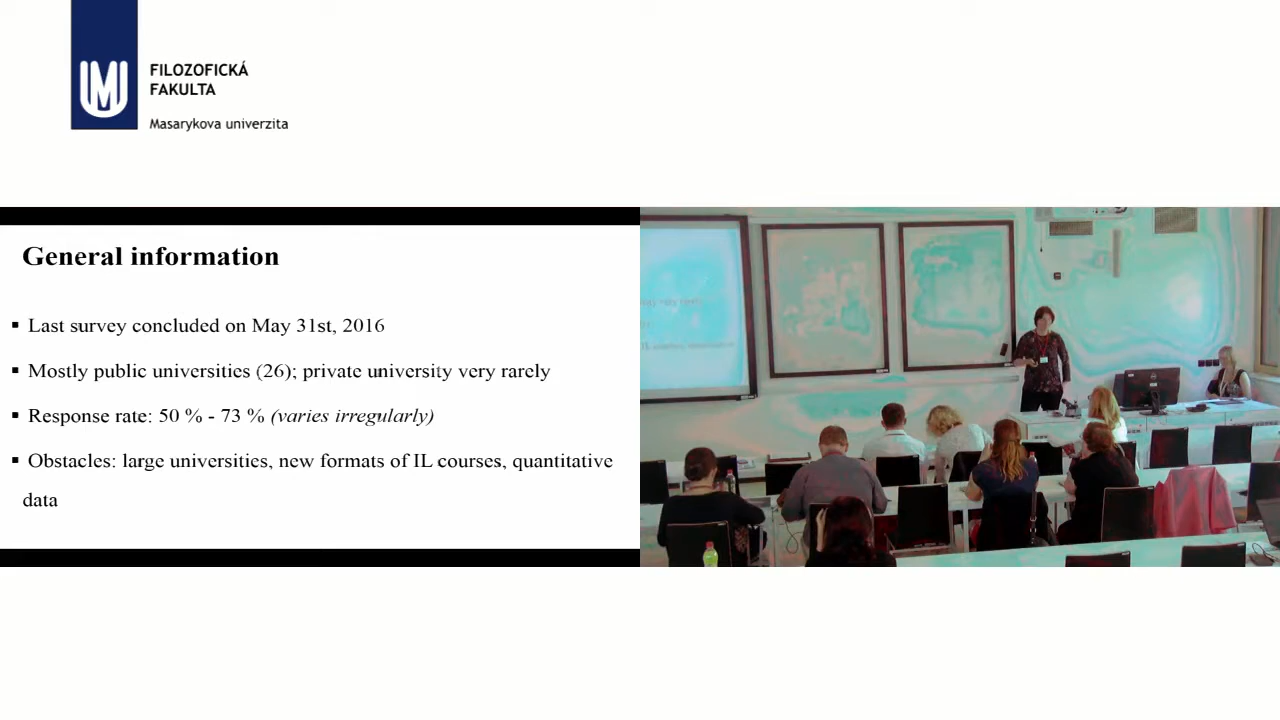 FILOZOFICKÁ
FAKULTA
Masarykova univerzita
General information
▪ Last survey concluded on May 31st, 2016
▪ Mostly public universities (26); private university very rarely
▪ Response rate: 50 % - 73 % (varies irregularly)
▪ Obstacles: large universities, new formats of IL courses, quantitative
data